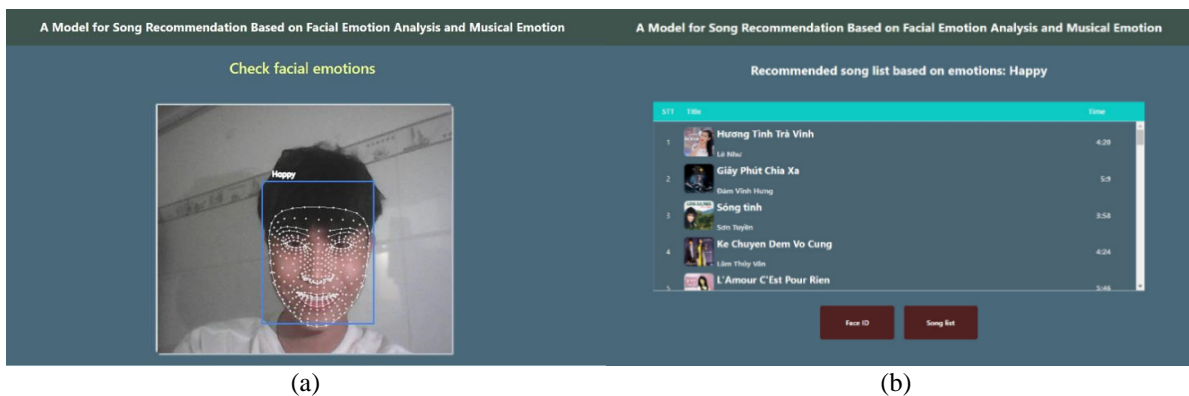 A Model for Song Recommendation Based on Facial Emotion Analysis and Musical Emotion
Check facial emotions
Happy
(a)
A Model for Song Recommendation Based on Facial Emotion Analysis and Musical Emotion
Recommended song list based on emotions: Happy
STT Title Time
1 Hương Tình Trà Vinh 4:20
Lê Như
2 Giây Phút Chia Xa 5:9
Đàm Vĩnh Hưng
3 Sóng tình 3:58
Sơn Tuyền
4 Ke Chuyen Dem Vo Cung 4:24
Lâm Thúy Vân
5 L'Amour C'Est Pour Rien 5:46
Face ID Song list
(b)